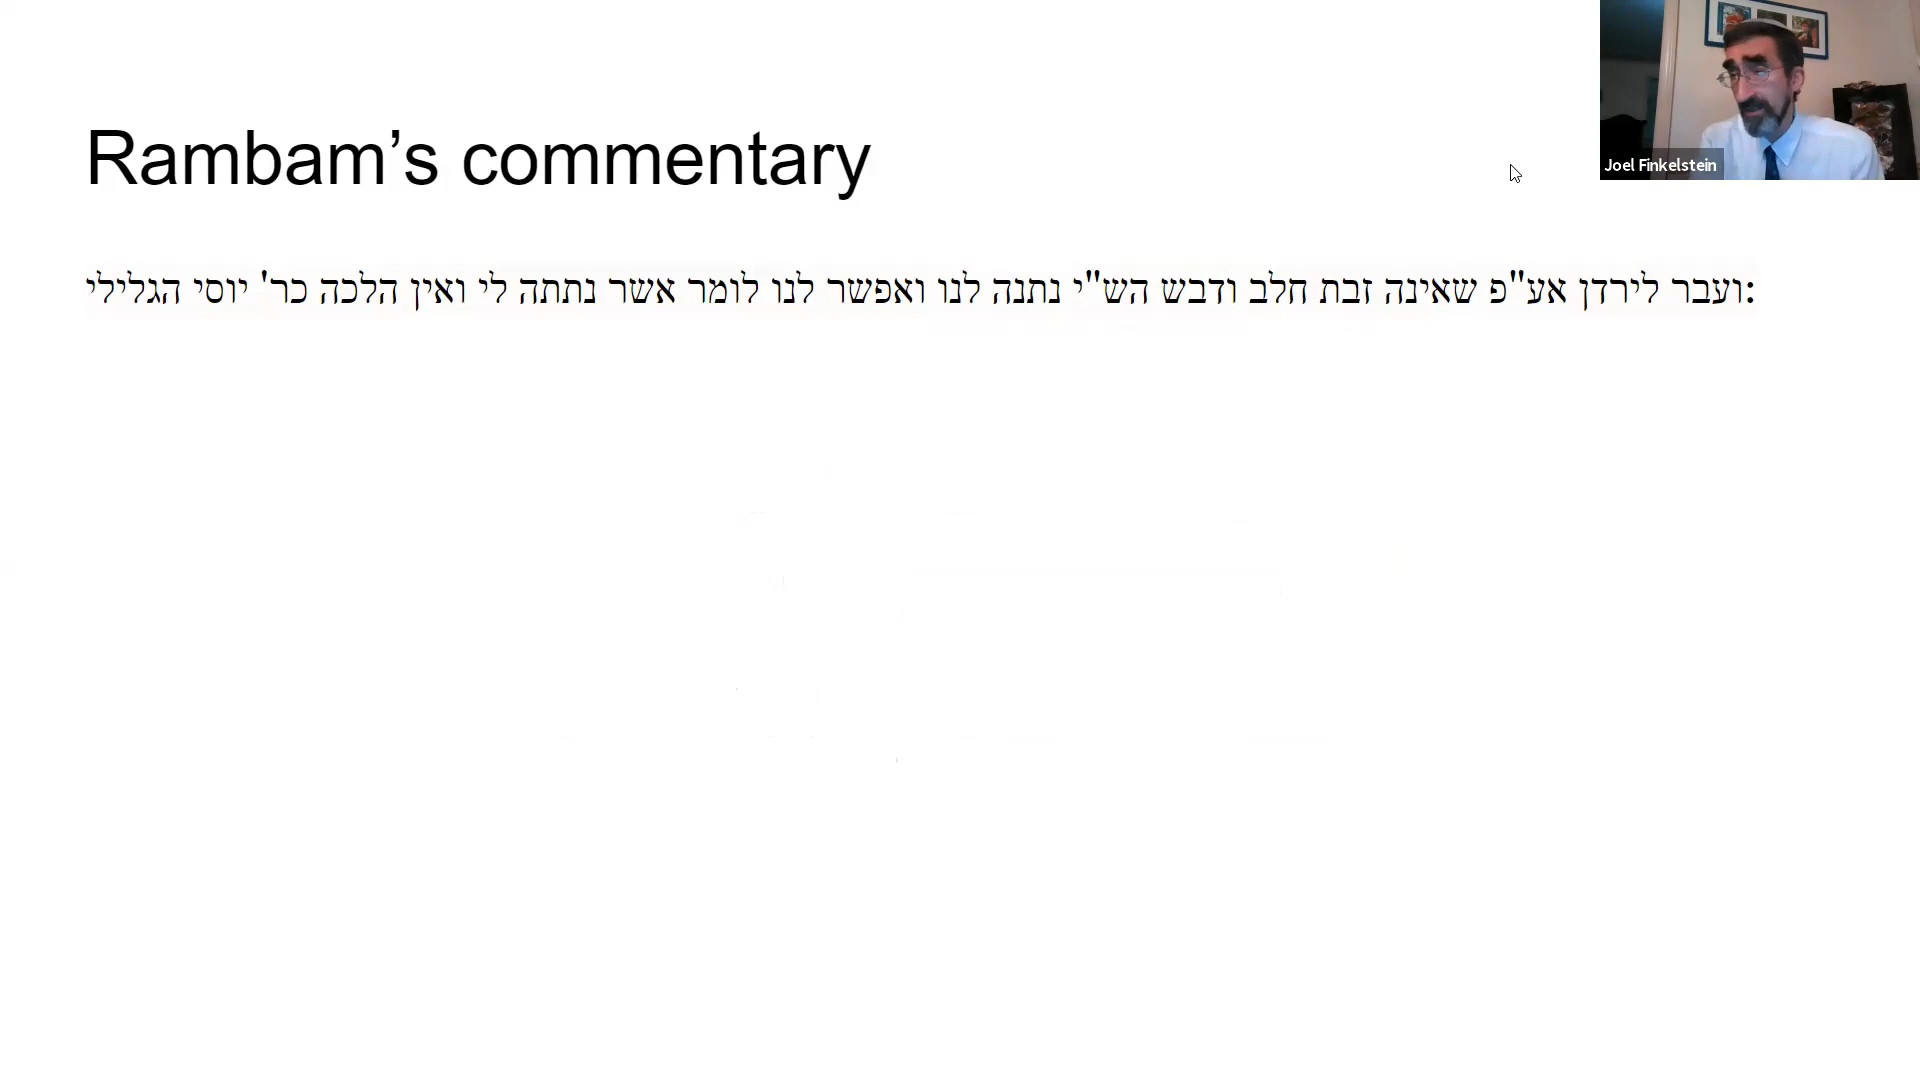 Rambam’s commentary
Joel Finkelstein
ועבר לירדן אע"פ שאינה זבת חלב ודבש הש"י נתנה לנו ואפשר לנו לומר אשר נתתה לי ואין הלכה כר' יוסי הגלילי: